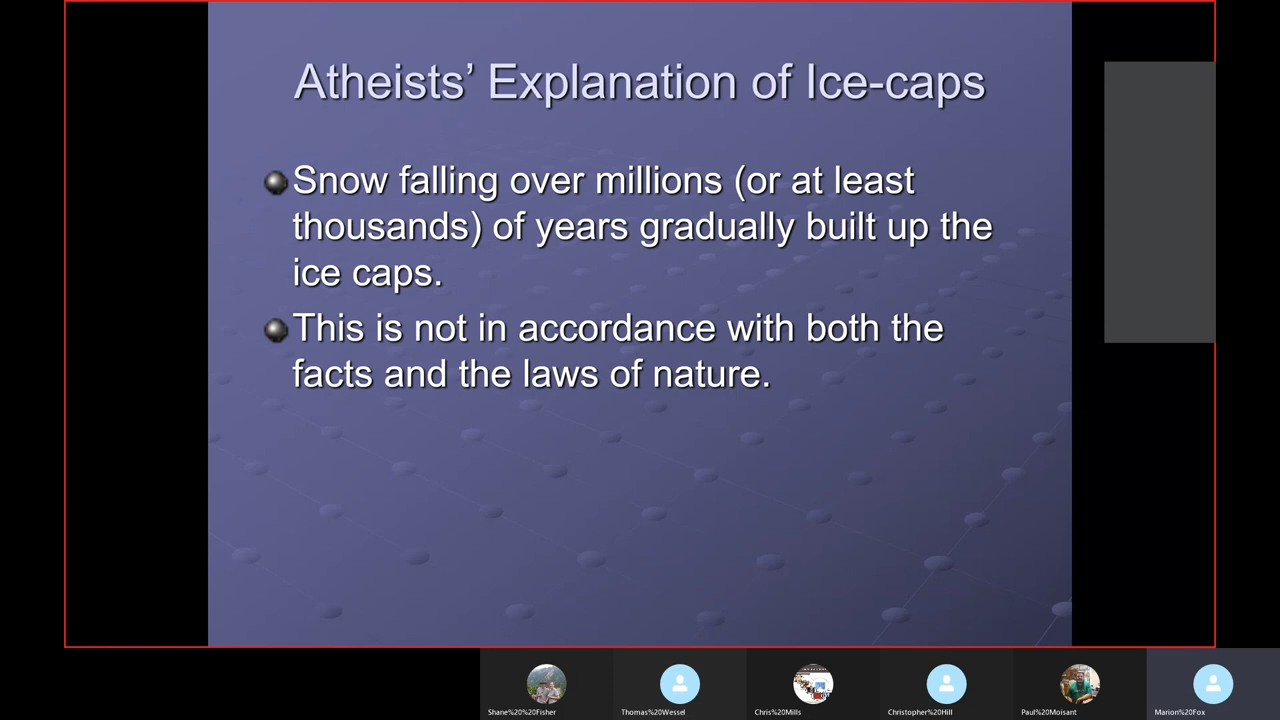 Atheists’ Explanation of Ice-caps
Snow falling over millions (or at least
thousands) of years gradually built up the
ice caps.
This is not in accordance with both the
facts and the laws of nature.
Shane%20%20Fisher
Thomas%20Wessel
Chris%20Mills
Christopher%20Hill
Paul%20Moisant
Marion%20Fox